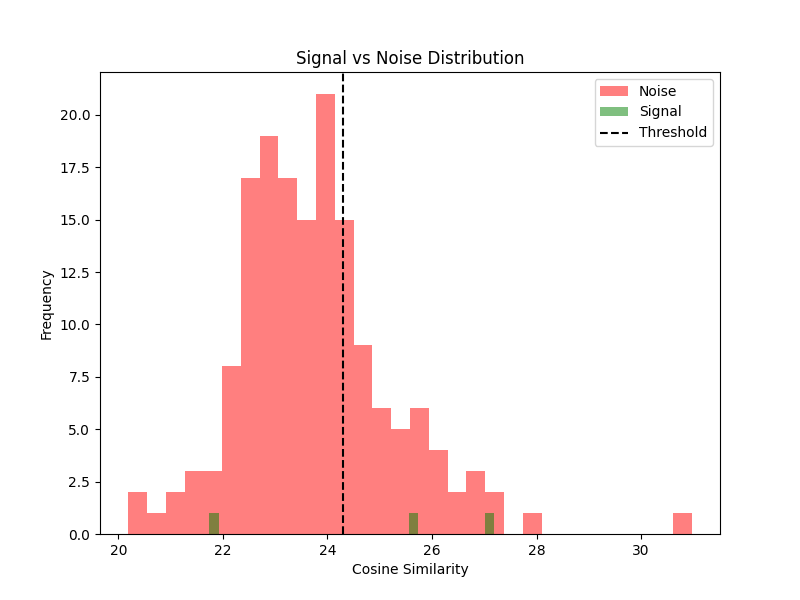 Signal vs Noise Distribution
Noise
Signal
Threshold
Frequency
20.0
17.5
15.0
12.5
10.0
7.5
5.0
2.5
0.0
20 22 24 26 28 30
Cosine Similarity